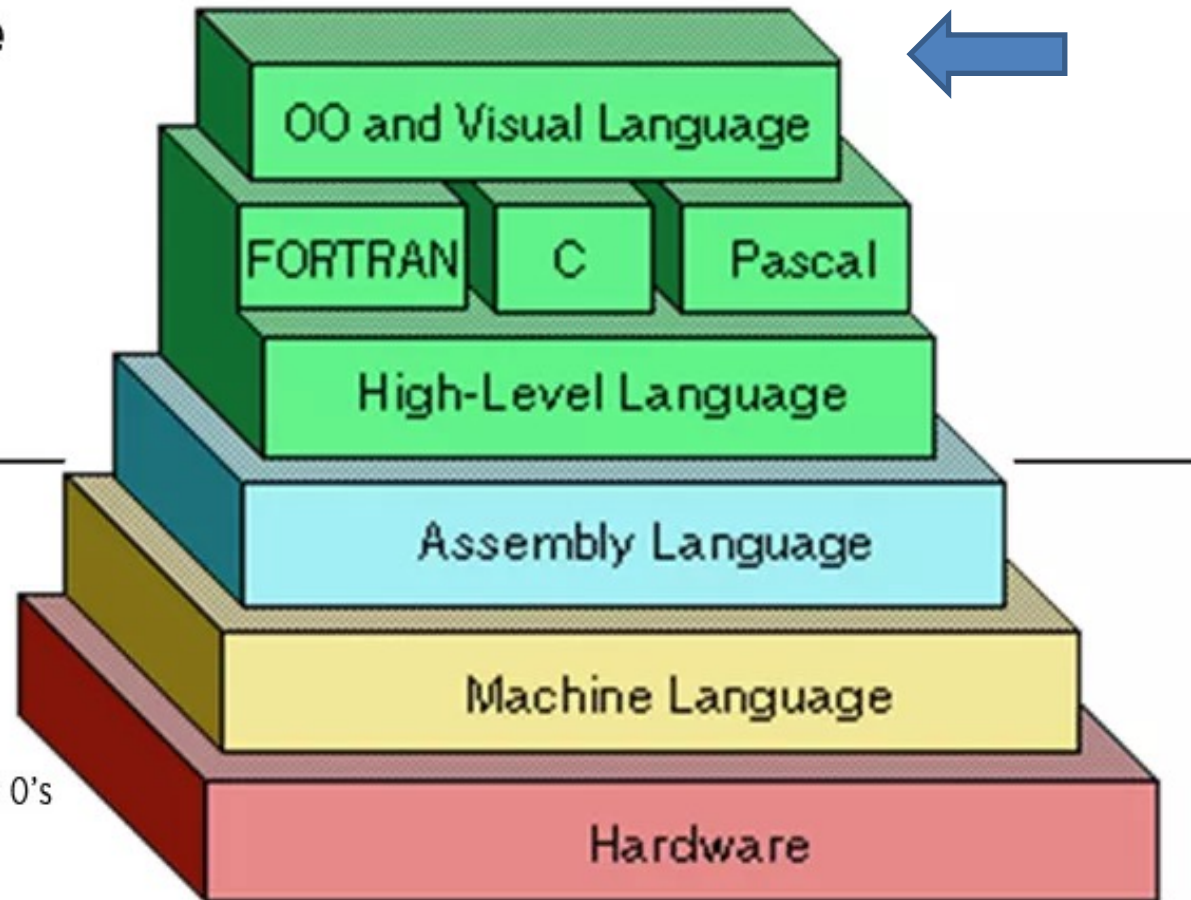 e
OO and Visual Language
FORTRAN C Pascal
High-Level Language
Assembly Language
Machine Language
0's
Hardware